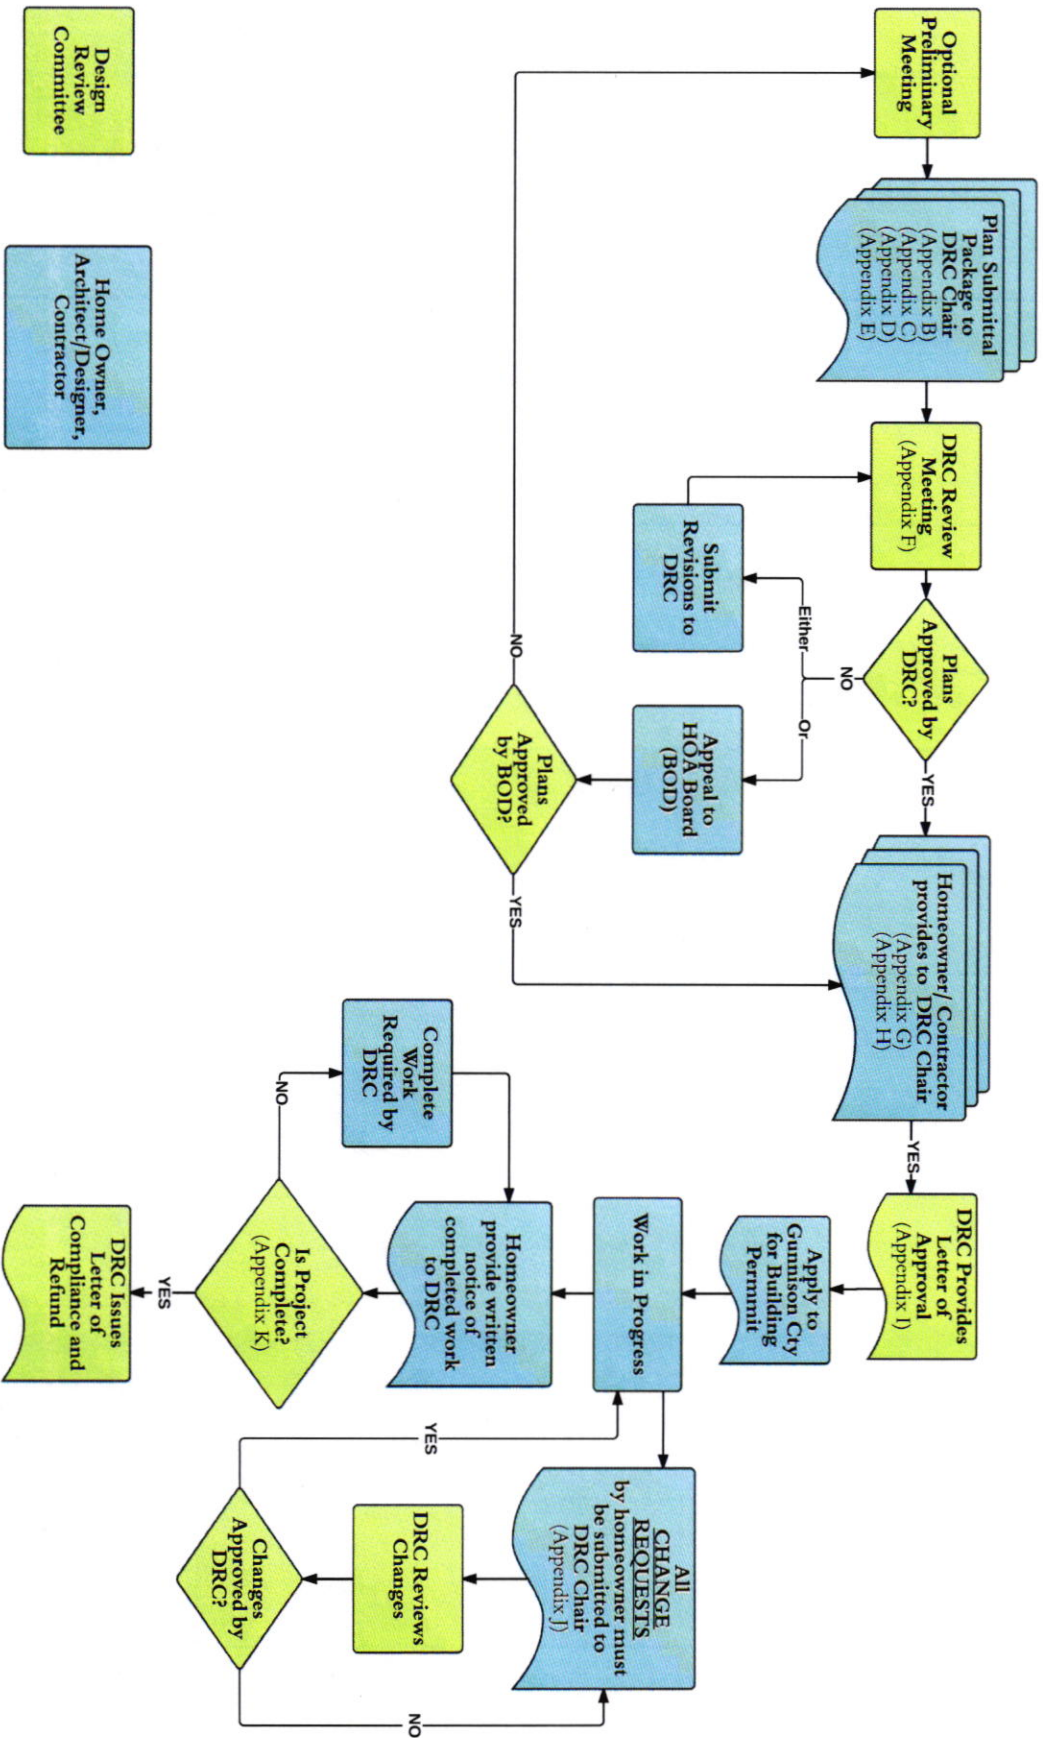 Optional
Preliminary
Meeting
Plan Submittal
Package to
DRC Chair
(Appendix B)
(Appendix C)
(Appendix D)
(Appendix E)
DRC Review
Meeting
(Appendix F)
Plans
Approved by
DRC?
YES
NO
Either
Or
Submit
Revisions to
DRC
Appeal to
HOA Board
(BOD)
Plans
Approved
by BOD?
NO
YES
Homeowner/ Contractor
provides to DRC Chair
(Appendix G)
(Appendix H)
YES
DRC Provides
Letter of
Approval
(Appendix I)
Apply to
Gunnison Cty
for Building
Permmit
Work in Progress
All
CHANGE
REQUESTS
by homeowner must
be submitted to
DRC Chair
(Appendix J)
DRC Reviews
Changes
Changes
Approved by
DRC?
YES
NO
Homeowner
provide written
notice of
completed work
to DRC
Is Project
Complete?
(Appendix K)
NO
Complete
Work
Required by
DRC
YES
DRC Issues
Letter of
Compliance and
Refund
Design
Review
Committee
Home Owner,
Architect/Designer,
Contractor